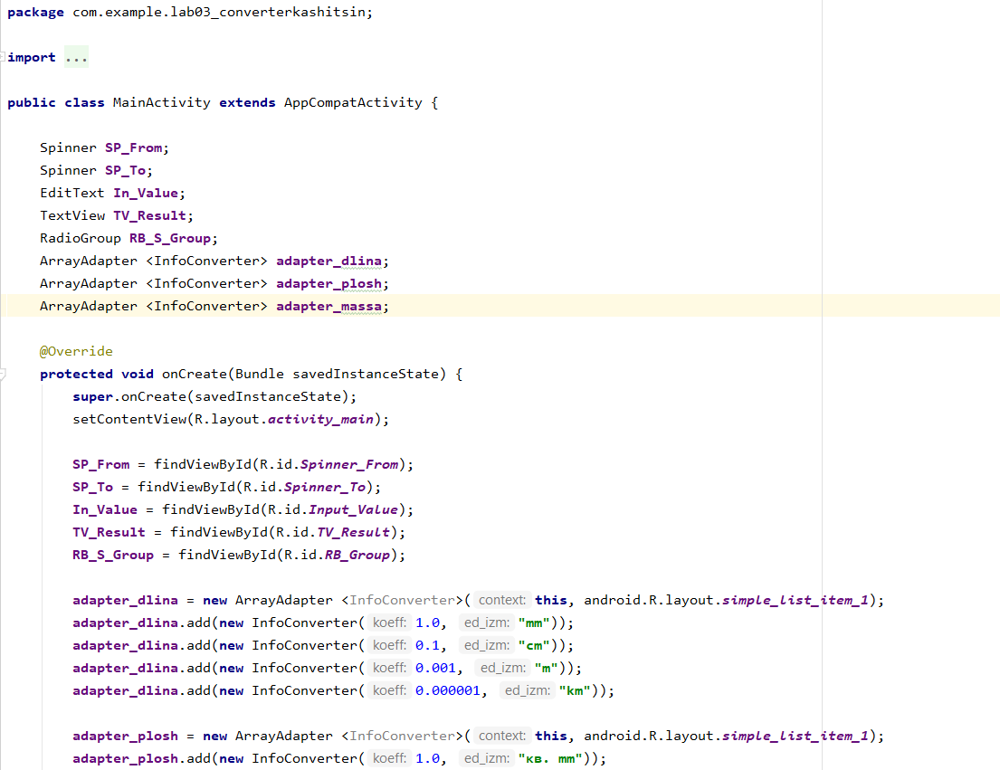 package com.example.lab03_converterkashitsin;
import ...
public class MainActivity extends AppCompatActivity {
Spinner SP_From;
Spinner SP_To;
EditText In_Value;
TextView TV_Result;
RadioGroup RB_S_Group;
ArrayAdapter <InfoConverter> adapter_dlina;
ArrayAdapter <InfoConverter> adapter_plosh;
ArrayAdapter <InfoConverter> adapter_massa;
@Override
protected void onCreate(Bundle savedInstanceState) {
super.onCreate(savedInstanceState);
setContentView(R.layout.activity_main);
SP_From = findViewById(R.id.Spinner_From);
SP_To = findViewById(R.id.Spinner_To);
In_Value = findViewById(R.id.Input_Value);
TV_Result = findViewById(R.id.TV_Result);
RB_S_Group = findViewById(R.id.RB_Group);
adapter_dlina = new ArrayAdapter <InfoConverter>( context: this, android.R.layout.simple_list_item_1);
adapter_dlina.add(new InfoConverter( koeff: 1.0, ed_izm: "mm"));
adapter_dlina.add(new InfoConverter( koeff: 0.1, ed_izm: "cm"));
adapter_dlina.add(new InfoConverter( koeff: 0.001, ed_izm: "m"));
adapter_dlina.add(new InfoConverter( koeff: 0.000001, ed_izm: "km"));
adapter_plosh = new ArrayAdapter <InfoConverter>( context: this, android.R.layout.simple_list_item_1);
adapter_plosh.add(new InfoConverter( koeff: 1.0, ed_izm: "кв. mm"));